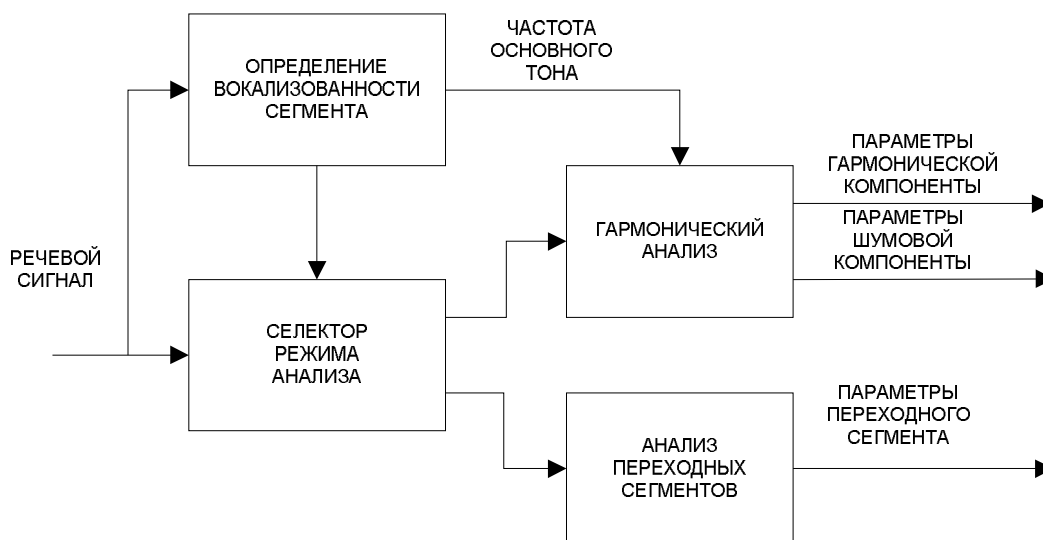 ЧАСТОТА
ОСНОВНОГО
ТОНА
ОПРЕДЕЛЕНИЕ
ВОКАЛИЗОВАННОСТИ
СЕГМЕНТА
ПАРАМЕТРЫ
ГАРМОНИЧЕСКОЙ
КОМПОНЕНТЫ
ПАРАМЕТРЫ
ШУМОВОЙ
КОМПОНЕНТЫ
ГАРМОНИЧЕСКИЙ
АНАЛИЗ
РЕЧЕВОЙ
СИГНАЛ
СЕЛЕКТОР
РЕЖИМА
АНАЛИЗА
ПАРАМЕТРЫ
ПЕРЕХОДНОГО
СЕГМЕНТА
АНАЛИЗ
ПЕРЕХОДНЫХ
СЕГМЕНТОВ